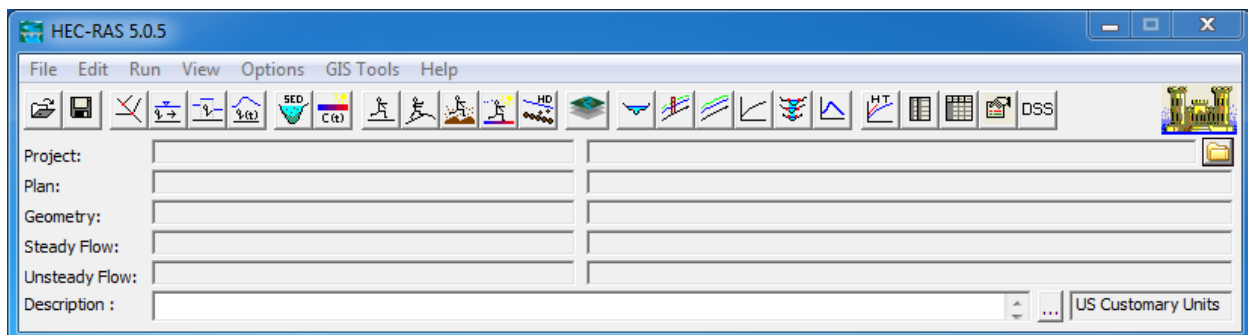 HEC-RAS 5.0.5
File Edit Run View Options GIS Tools Help
SED C(t) HD HT DSS
Project:
Plan:
Geometry:
Steady Flow:
Unsteady Flow:
Description : ... US Customary Units